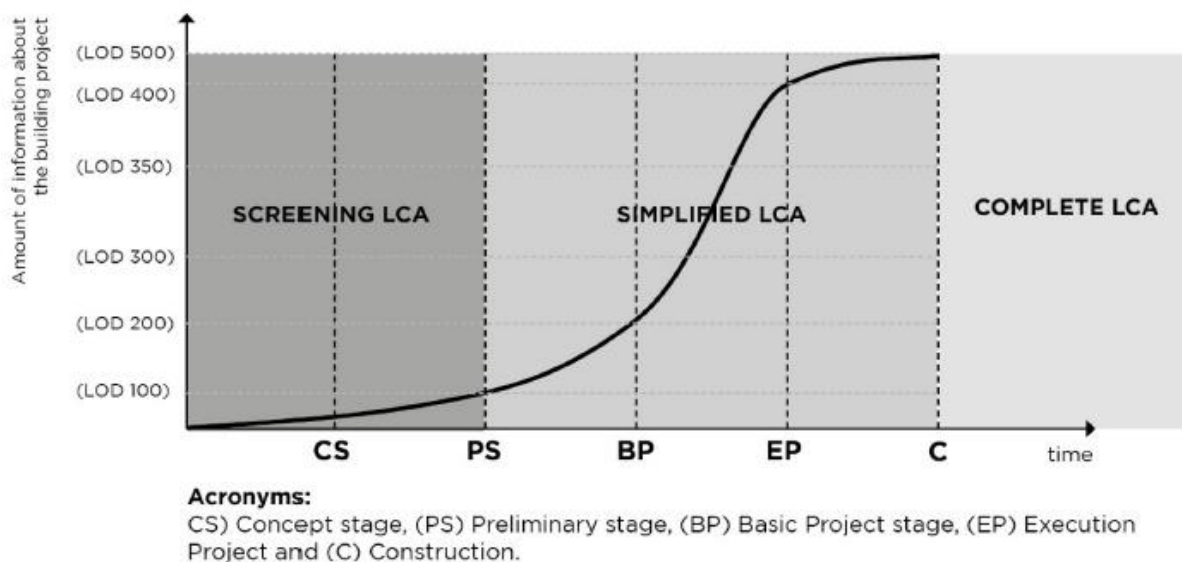 Amount of information about
the building project
(LOD 500)
(LOD 400)
(LOD 350)
(LOD 300)
(LOD 200)
(LOD 100)
SCREENING LCA
SIMPLIFIED LCA
COMPLETE LCA
CS
PS
BP
EP
C
time
Acronyms:
CS) Concept stage, (PS) Preliminary stage, (BP) Basic Project stage, (EP) Execution
Project and (C) Construction.